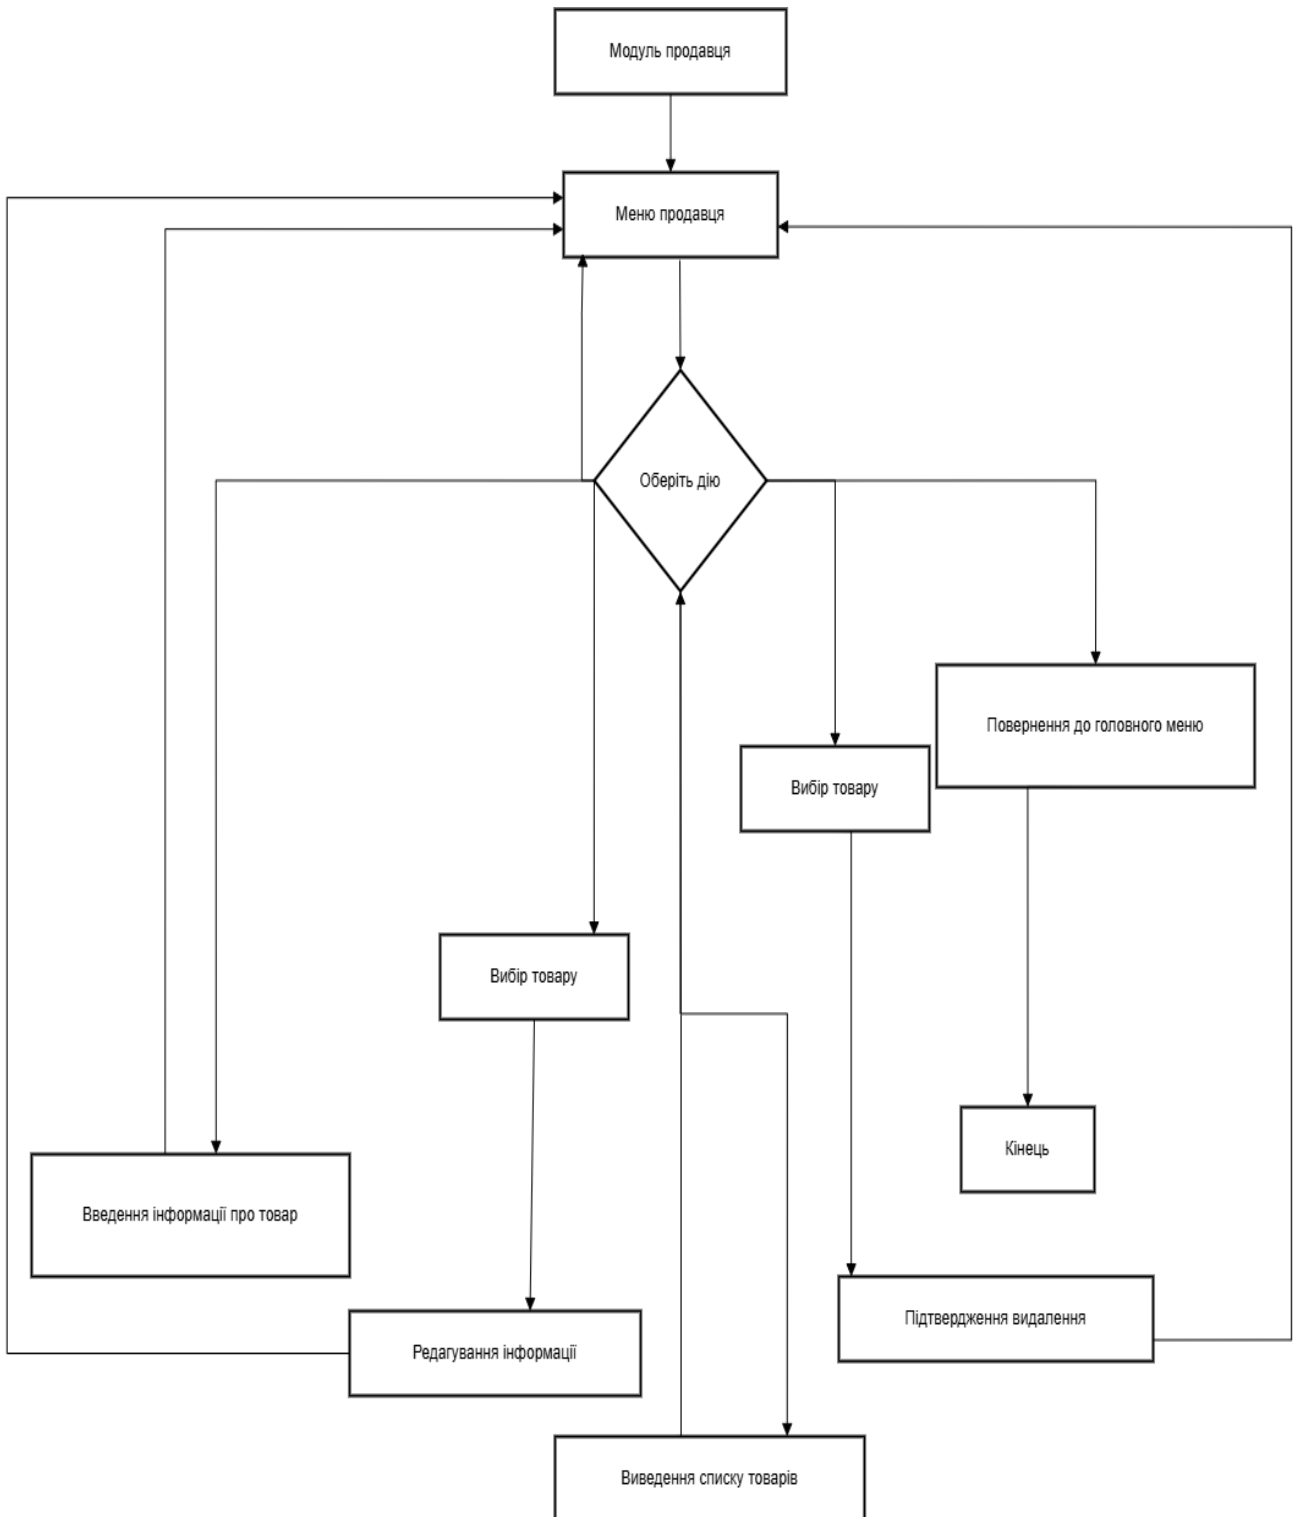 Модуль продавця
Меню продавця
Оберіть дію
Повернення до головного меню
Вибір товару
Вибір товару
Кінець
Введення інформації про товар
Підтвердження видалення
Редагування інформації
Виведення списку товарів